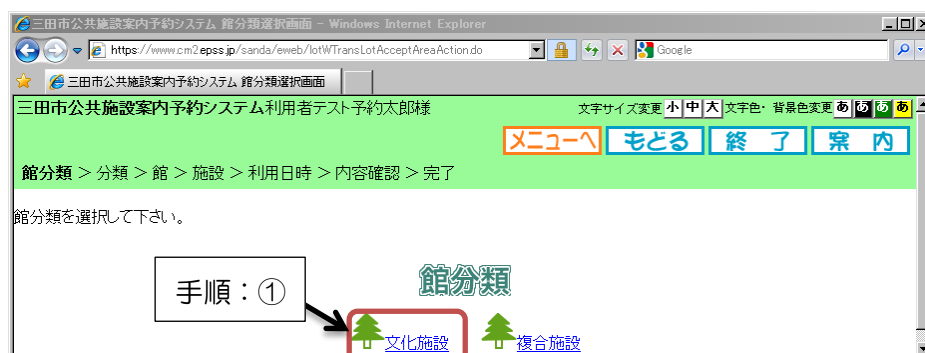 三田市公共施設案内予約システム 館分類選択画面 - Windows Internet Explorer
https://www.cm2.epss.jp/sanda/eweb/lotWTransLotAcceptAreaAction.do
Google
三田市公共施設案内予約システム 館分類選択画面
三田市公共施設案内予約システム利用者テスト予約太郎様
文字サイズ変更 小 中 大 文字色・背景色変更 あ あ あ あ
メニューへ もどる 終了 案内
館分類 > 分類 > 館 > 施設 > 利用日時 > 内容確認 > 完了
館分類を選択して下さい。
館分類
手順:①
文化施設 複合施設